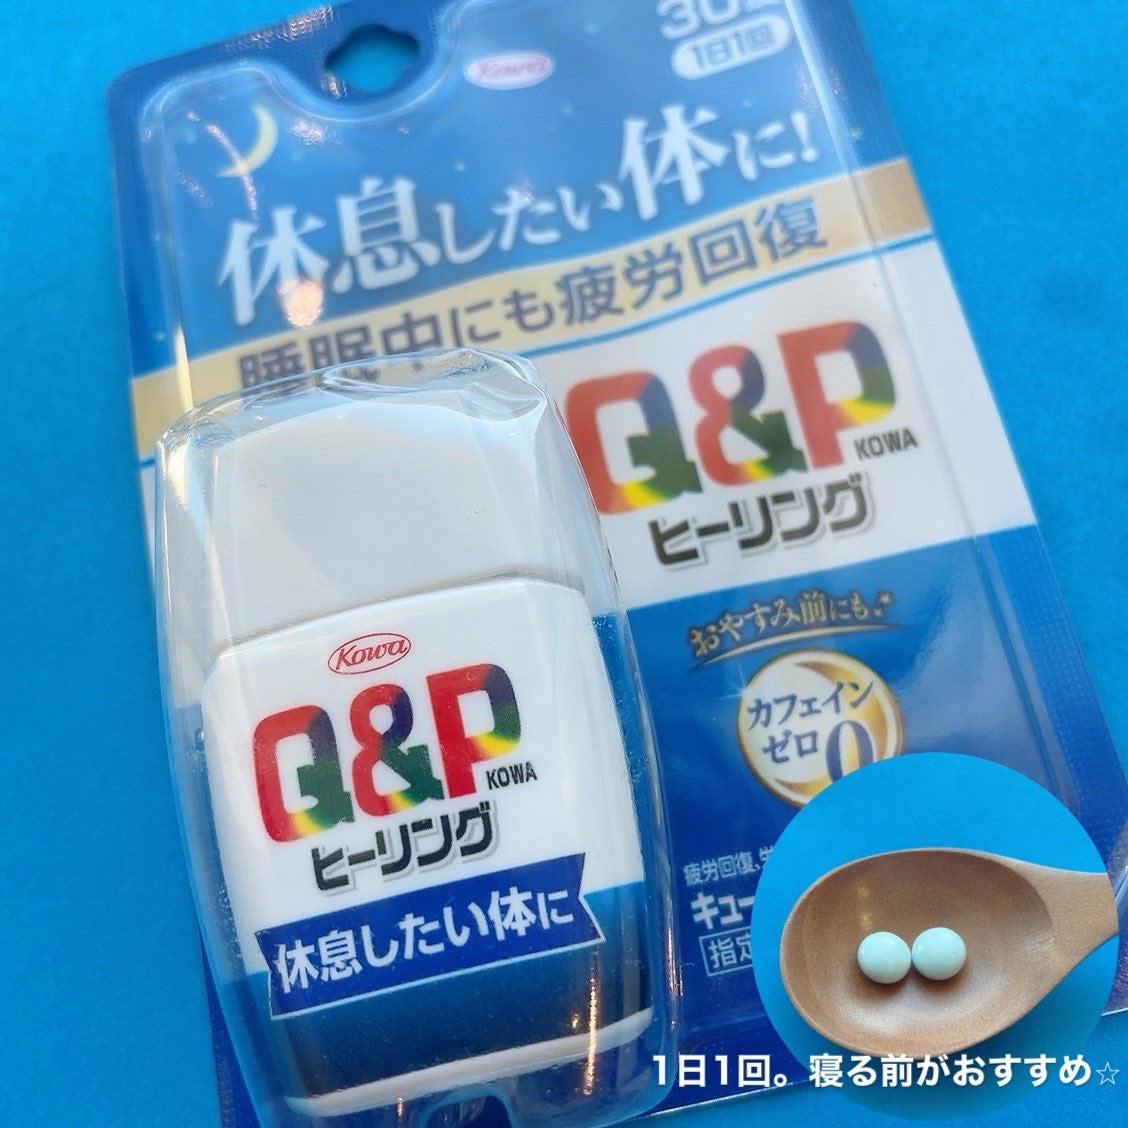 Kowa
1日1回
休息したい体に!
睡眠中にも疲労回復
Q&P
KOWA
ヒーリング
おやすみ前にも
カフェイン
ゼロ0
疲労回復、
キュー
指定
Kowa
Q&P
KOWA
ヒーリング
休息したい体に
1日1回。寝る前がおすすめ☆